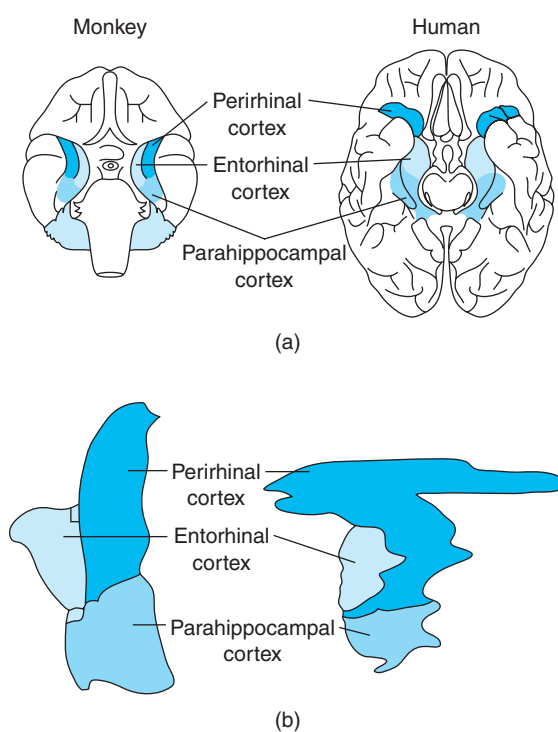 Monkey
Human
Perirhinal
cortex
Entorhinal
cortex
Parahippocampal
cortex
(a)
Perirhinal
cortex
Entorhinal
cortex
Parahippocampal
cortex
(b)